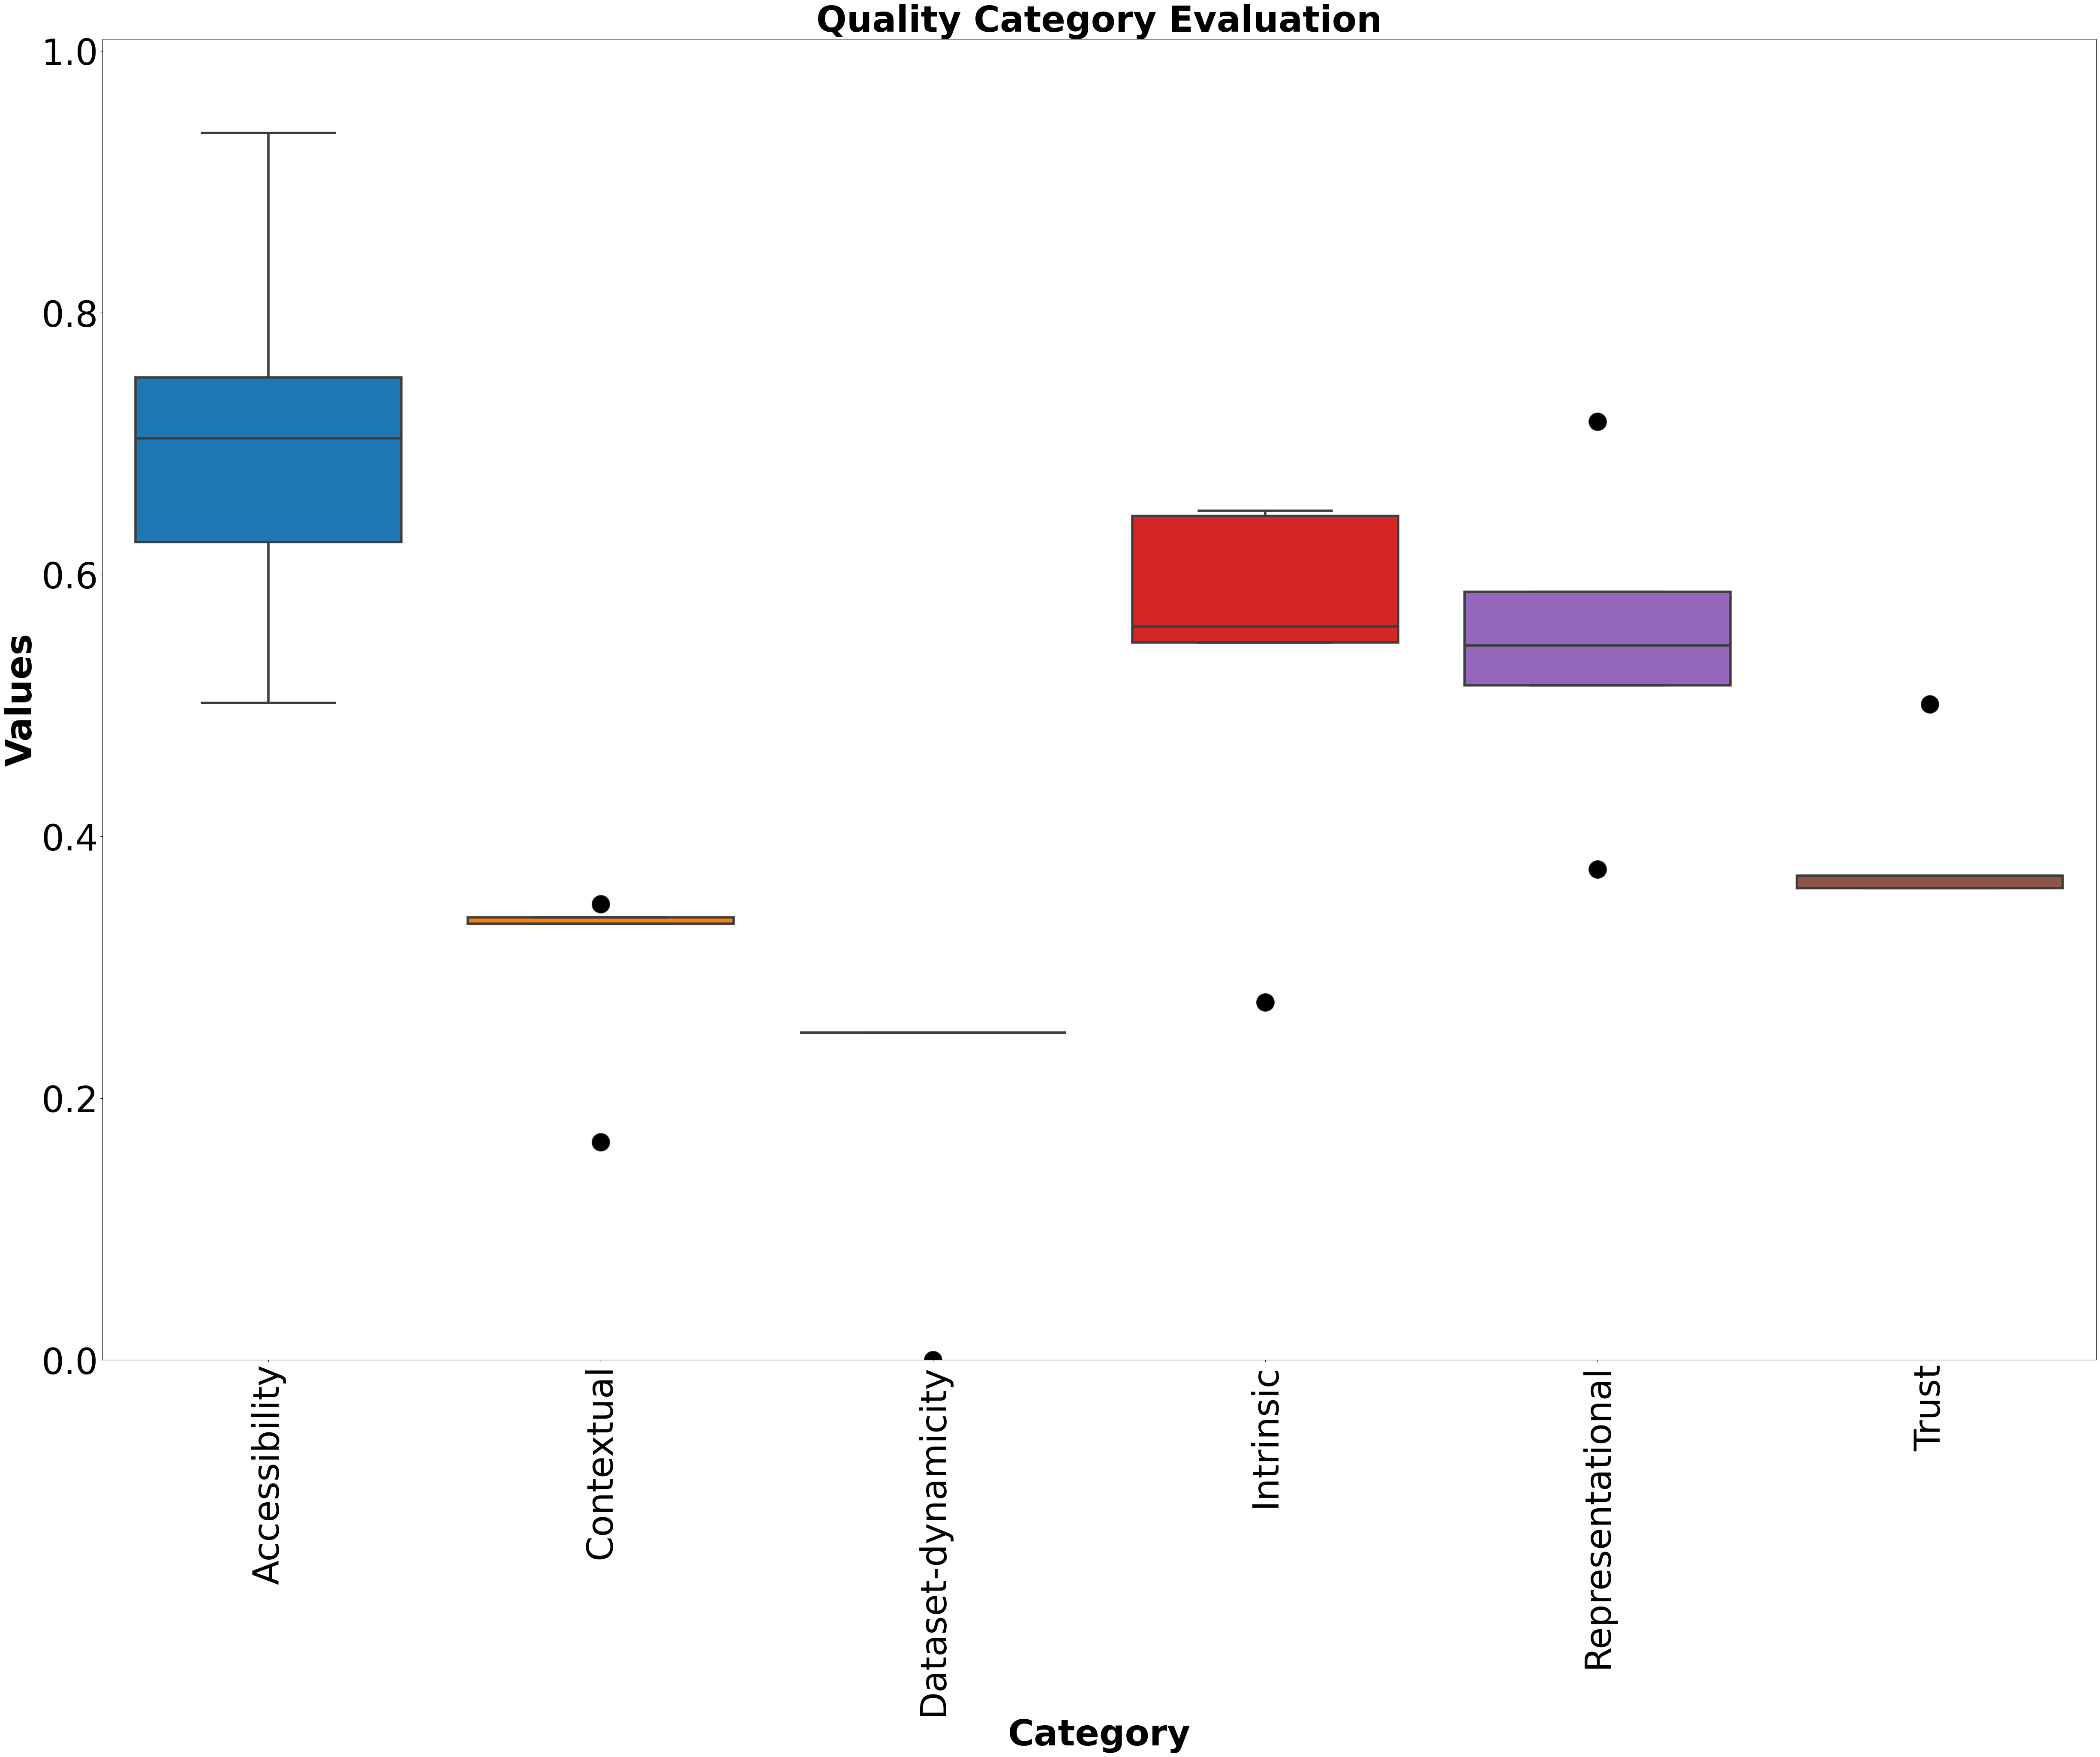 Quality Category Evaluation
1.0
0.8
0.6
0.4
0.2
0.0
Values
Accessibility
Contextual
Dataset-dynamicity
Intrinsic
Representational
Trust
Category